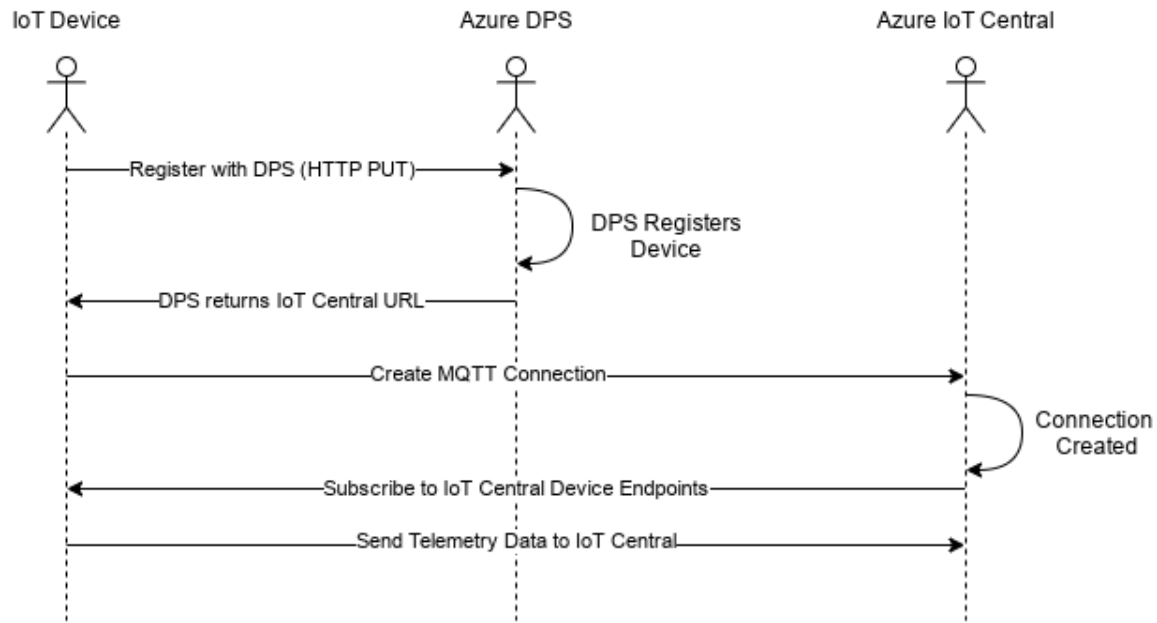 IoT Device
Azure DPS
Azure IoT Central
Register with DPS (HTTP PUT)
DPS Registers
Device
DPS returns IoT Central URL
Create MQTT Connection
Connection
Created
Subscribe to IoT Central Device Endpoints
Send Telemetry Data to IoT Central